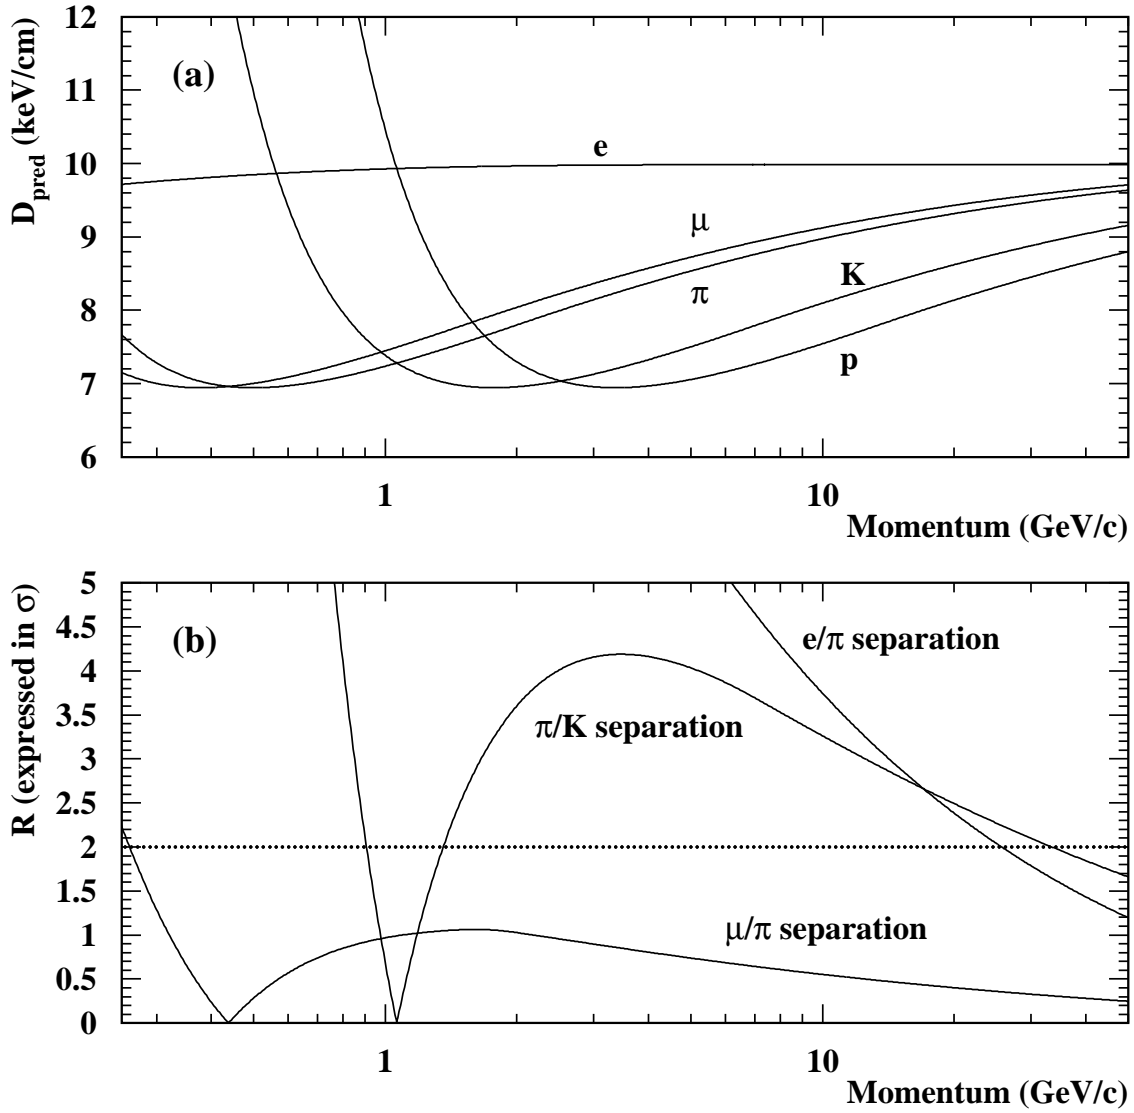 12
11
10
9
8
7
6
D_pred (keV/cm)
(a)
e
μ
π
K
p
1
10
Momentum (GeV/c)
5
4.5
4
3.5
3
2.5
2
1.5
1
0.5
0
R (expressed in σ)
(b)
e/π separation
π/K separation
μ/π separation
1
10
Momentum (GeV/c)